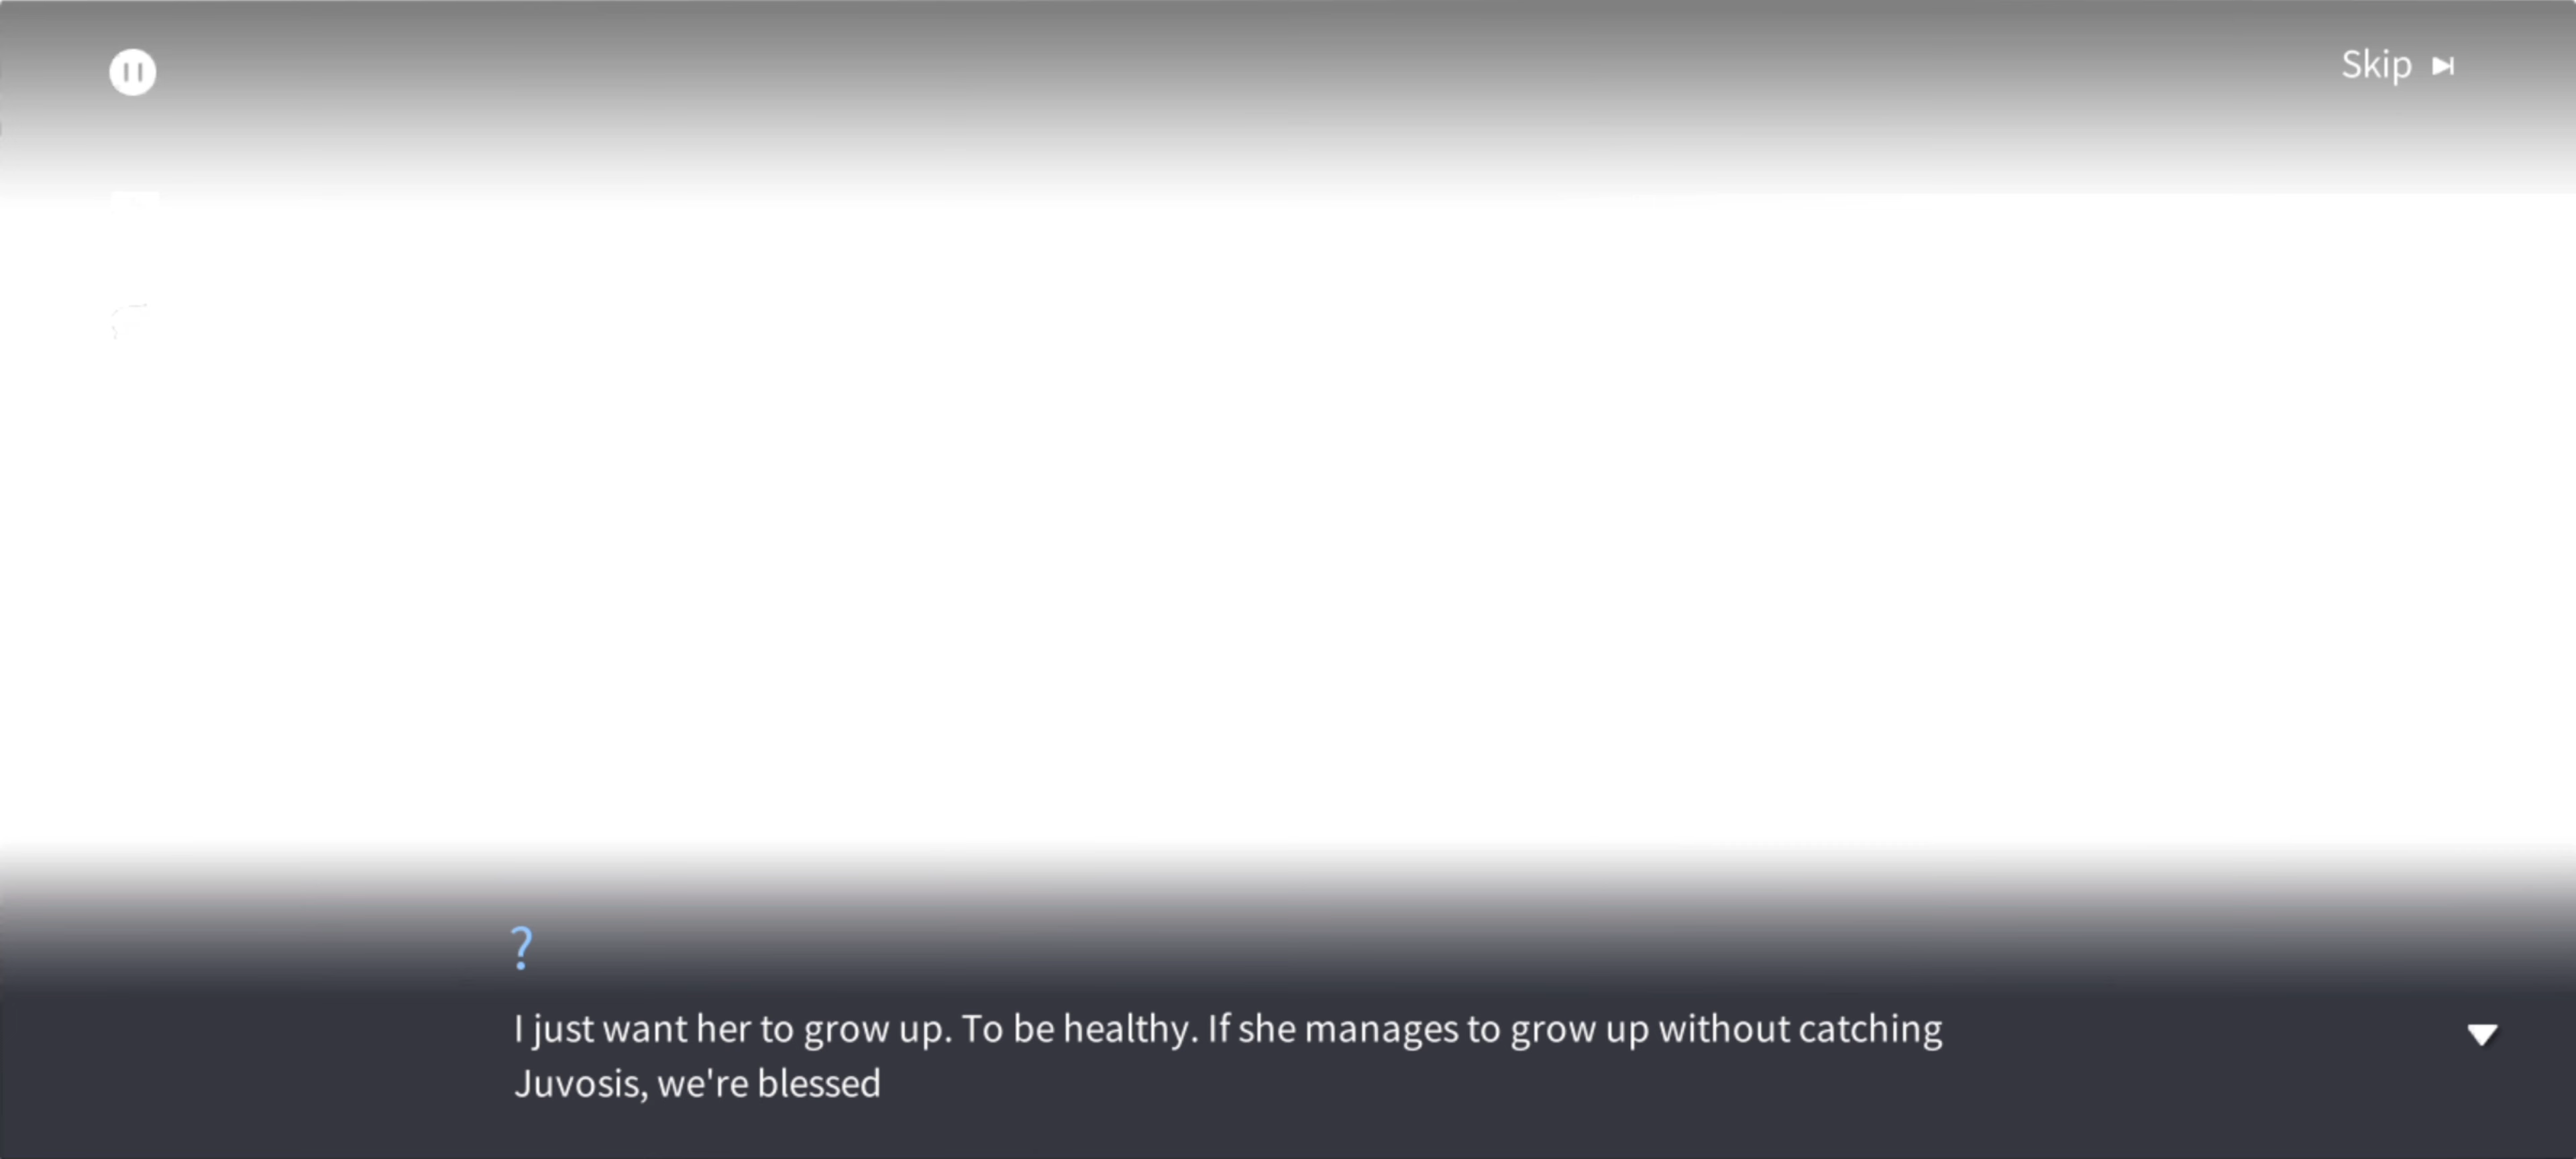 Skip
?
I just want her to grow up. To be healthy. If she manages to grow up without catching
Juvosis, we're blessed